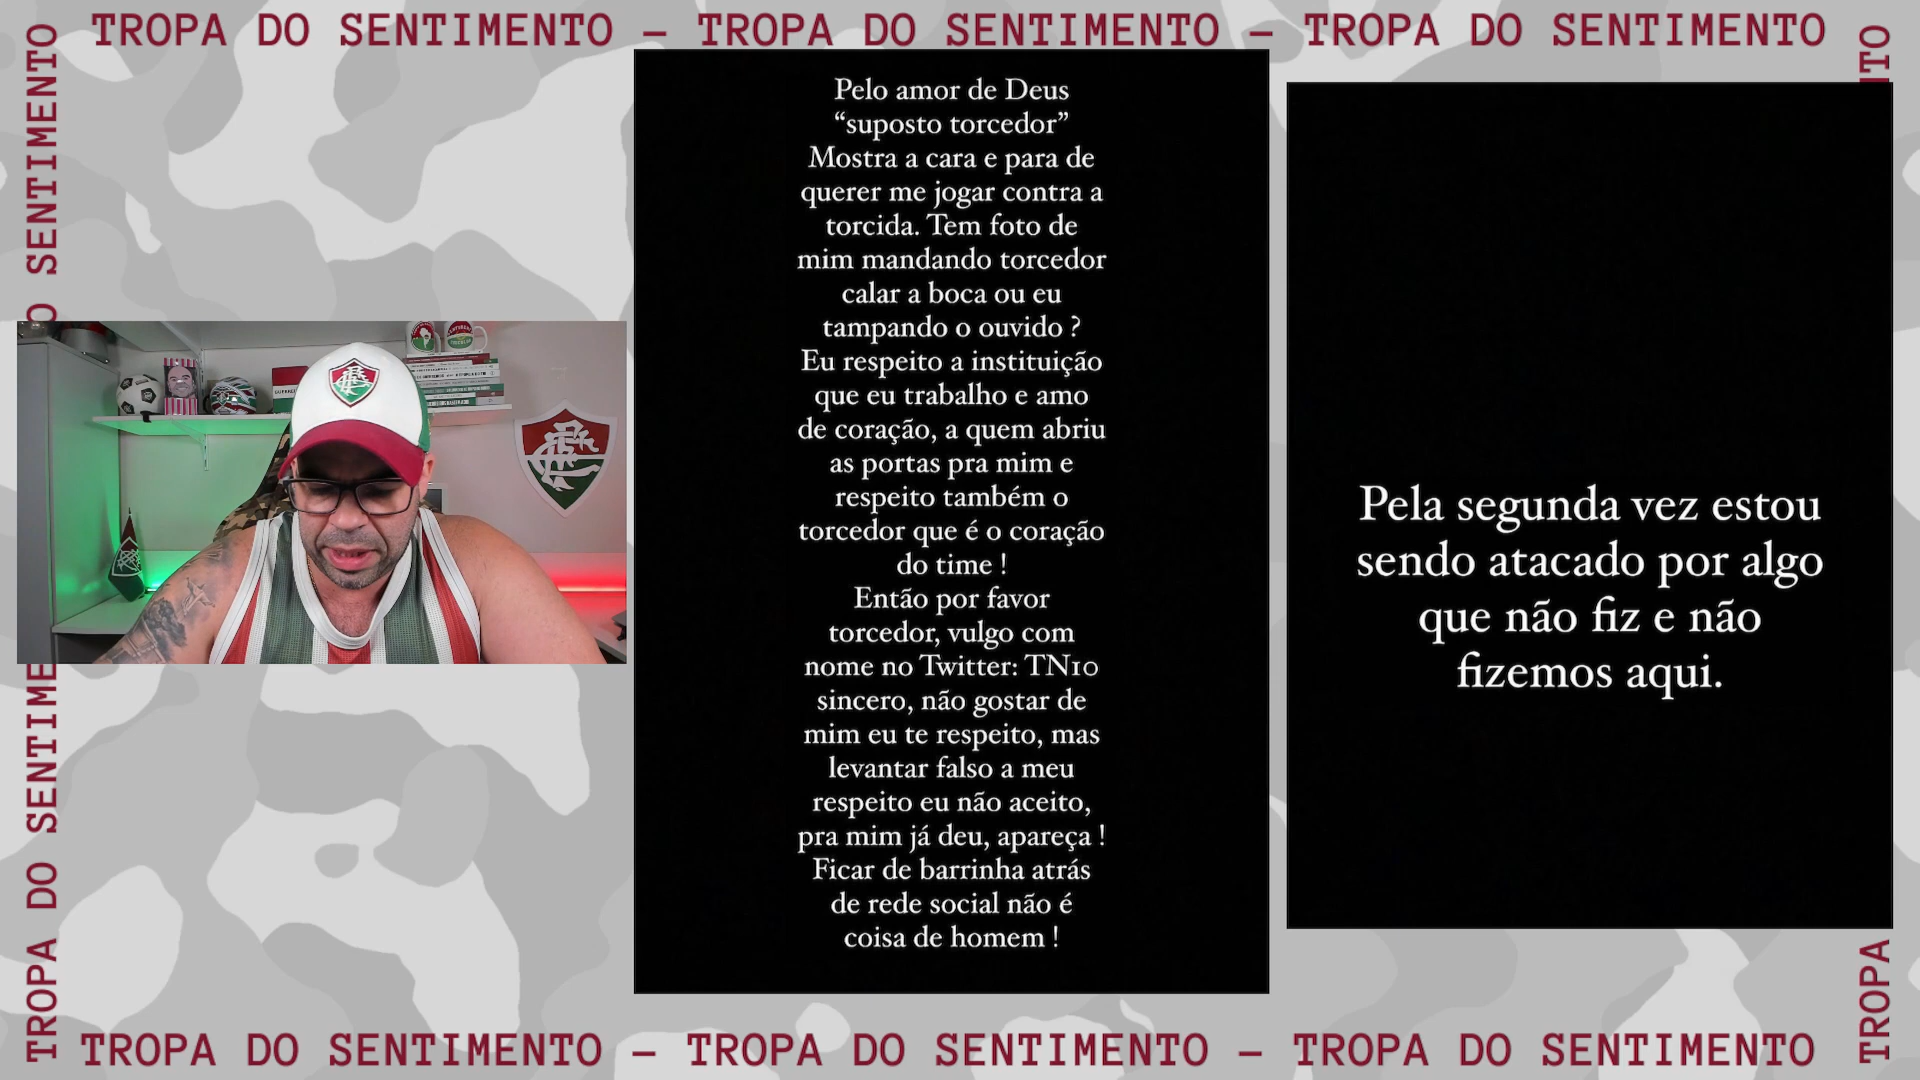 TROPA DO SENTIMENTO – TROPA DO SENTIMENTO – TROPA DO SENTIMENTO
TROPA DO SENTIMENTO
Pelo amor de Deus
“suposto torcedor”
Mostra a cara e para de
querer me jogar contra a
torcida. Tem foto de
mim mandando torcedor
calar a boca ou eu
tampando o ouvido ?
Eu respeito a instituição
que eu trabalho e amo
de coração, a quem abriu
as portas pra mim e
respeito também o
torcedor que é o coração
do time !
Então por favor
torcedor, vulgo com
nome no Twitter: TN10
sincero, não gostar de
mim eu te respeito, mas
levantar falso a meu
respeito eu não aceito,
pra mim já deu, apareça !
Ficar de barrinha atrás
de rede social não é
coisa de homem !
Pela segunda vez estou
sendo atacado por algo
que não fiz e não
fizemos aqui.
O SENTIMENTO
TO
TROPA
TROPA DO SENTIMENTO – TROPA DO SENTIMENTO – TROPA DO SENTIMENTO